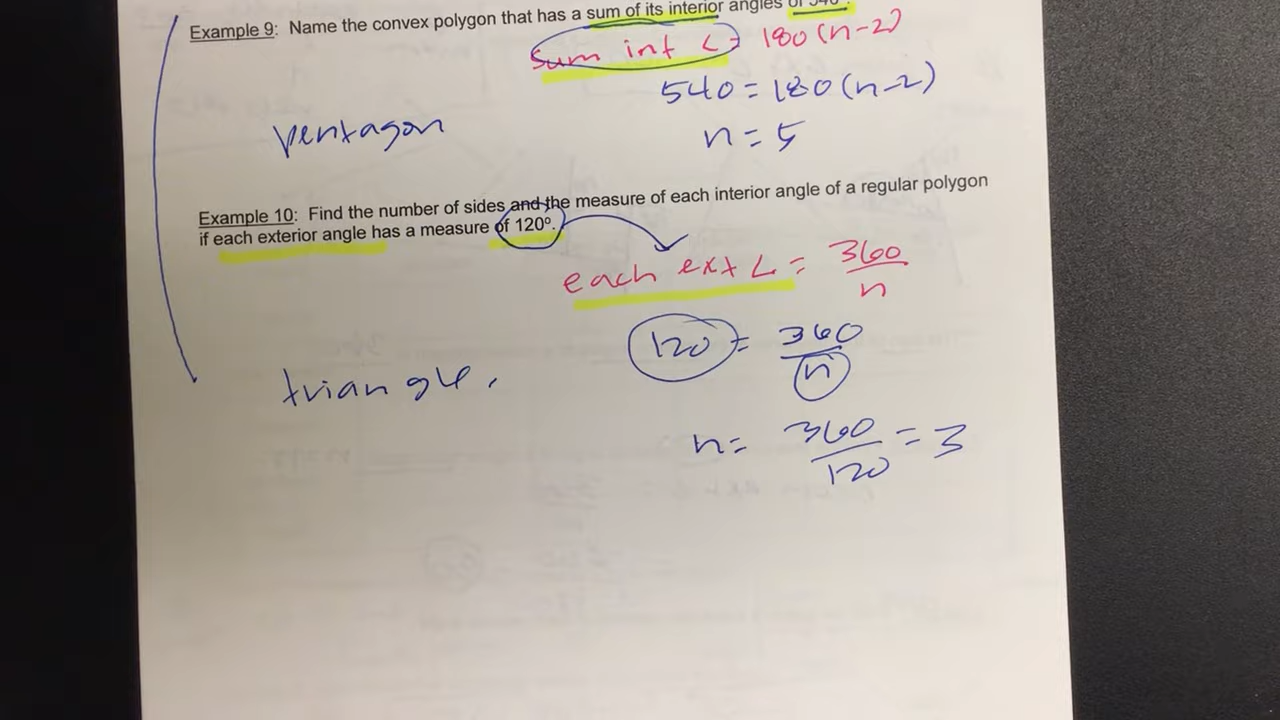 Example 9: Name the convex polygon that has a sum of its interior angles of 540°.
sum int ∠ = 180(n-2)
540 = 180(n-2)
pentagon
n = 5
Example 10: Find the number of sides and the measure of each interior angle of a regular polygon
if each exterior angle has a measure of 120°.
each ext ∠ = 360/n
120 = 360/n
triangle.
n = 360/120 = 3